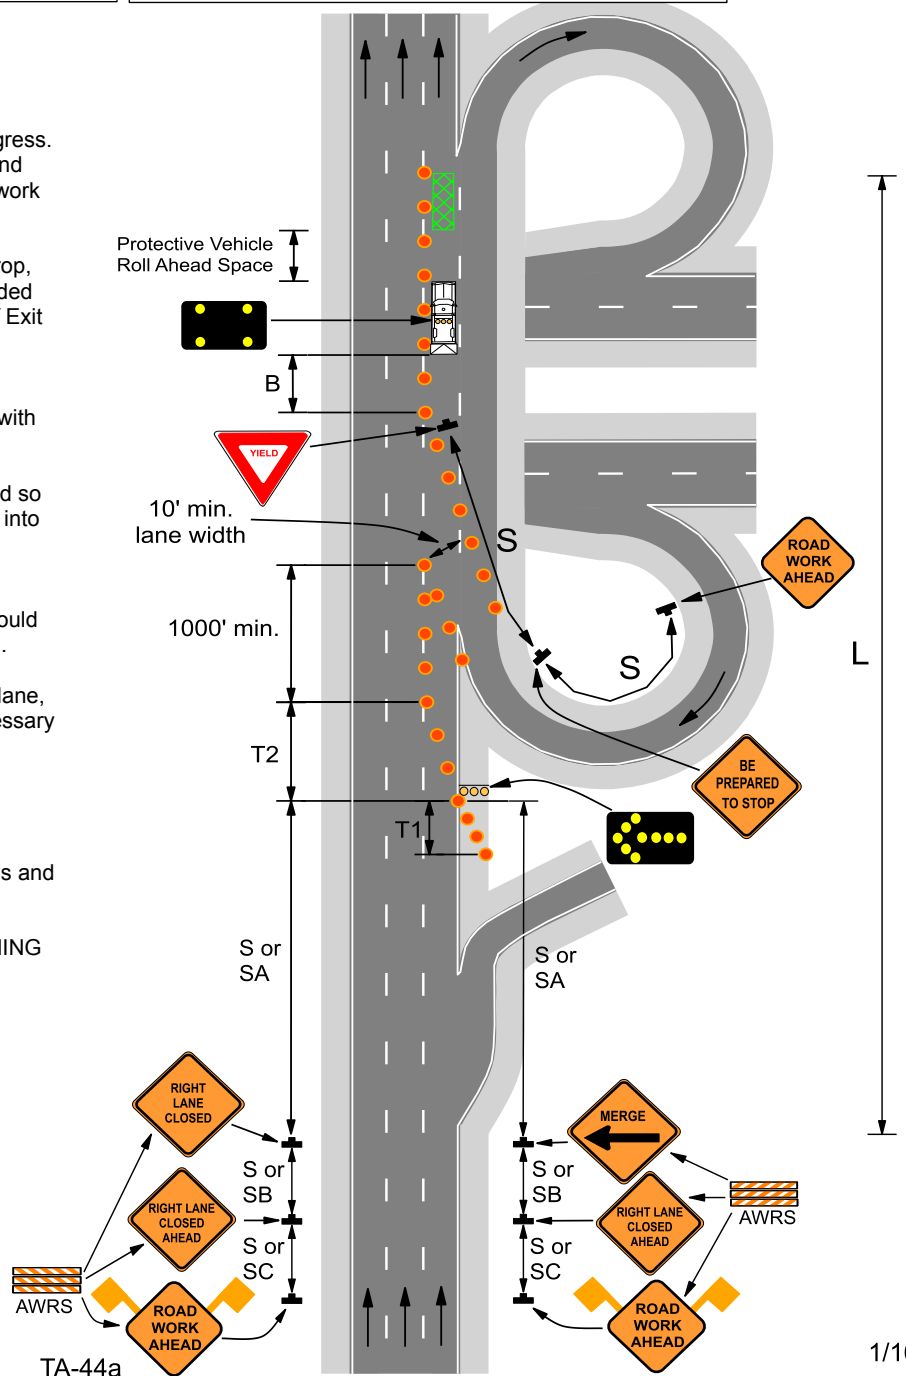 gress.
nd
work
rop,
ded
Exit
with
d so
into
ould
.
lane,
essary
s and
IING
Protective Vehicle
Roll Ahead Space
B
YIELD
10' min.
lane width
S
ROAD
WORK
AHEAD
1000' min.
S
L
T2
BE
PREPARED
TO STOP
T1
S or
SA
S or
SA
RIGHT
LANE
CLOSED
MERGE
S or
SB
S or
SB
RIGHT LANE
CLOSED
AHEAD
RIGHT LANE
CLOSED
AHEAD
AWRS
S or
SC
S or
SC
AWRS
ROAD
WORK
AHEAD
ROAD
WORK
AHEAD
TA-44a